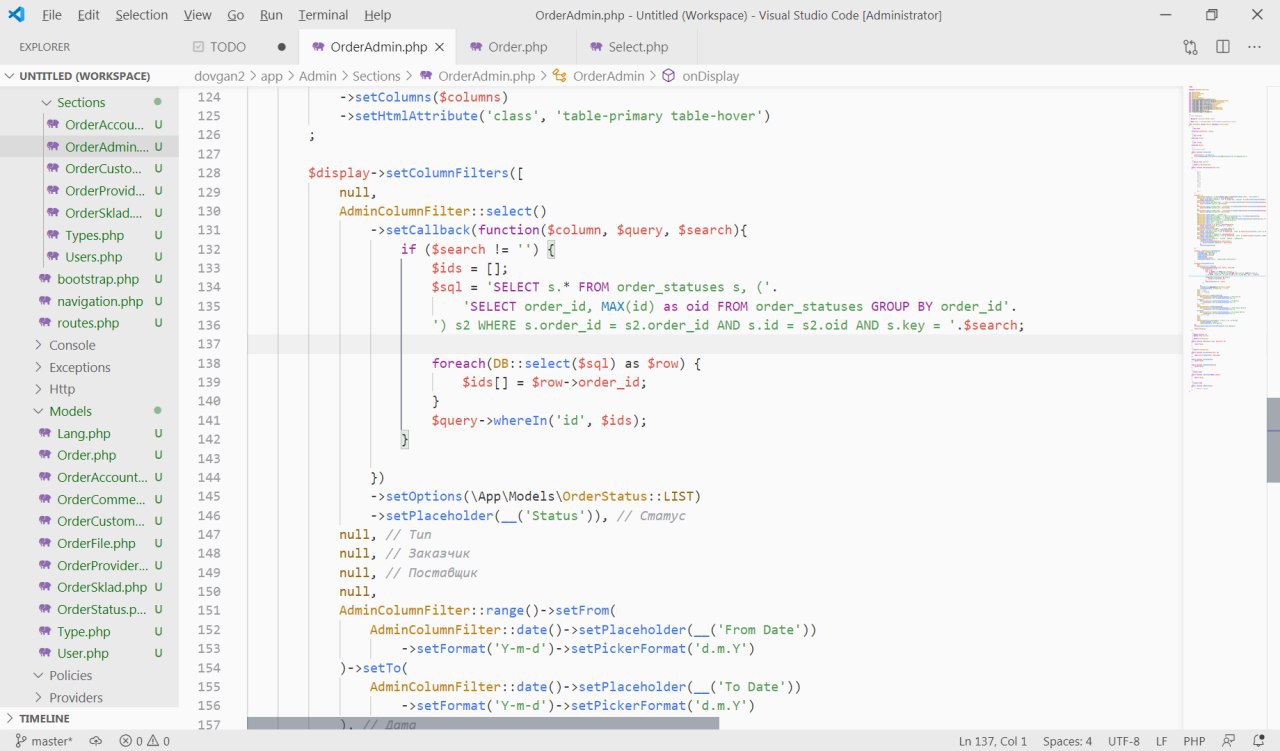 File Edit Selection View Go Run Terminal Help
OrderAdmin.php - Untitled (Workspace) - Visual Studio Code [Administrator]
EXPLORER
TODO
OrderAdmin.php
Order.php
Select.php
UNTITLED (WORKSPACE)
dovgan2 > app > Admin > Sections > OrderAdmin.php > OrderAdmin > onDisplay
Sections
OrderAdmin.... U
OrderCusto... U
OrderProvid... U
OrderSklad.... U
Users.php U
navigation.php U
router.php U
Console
Exceptions
Http
Models
Lang.php U
Order.php U
OrderAccount... U
OrderComme... U
OrderCustom... U
OrderFile.php U
OrderProvider... U
OrderSklad.php U
OrderStatus.p... U
Type.php U
User.php U
Policies
Providers
TIMELINE
124 ->setColumns($columns)
125 ->setHtmlAttribute('class', 'table-primary table-hover')
126 ;
127
128 $display->setColumnFilters([
129 null,
130 AdminColumnFilter::select()
131 ->setCallback(function($column, $query, $search){
132 if ($search != '') {
133 $ids = [];
134 $sql = 'SELECT s.* FROM order_statuses s, ('.
135 'SELECT order_id, MAX(id) as oid FROM order_statuses GROUP BY order_id'.
136 ') s2 WHERE s.order_id = s2.order_id AND s.id = s2.oid AND s.key = '.$search;
137
138 foreach(\DB::select($sql) as $row) {
139 $ids[] = $row->order_id;
140 }
141 $query->whereIn('id', $ids);
142 }
143
144 })
145 ->setOptions(\App\Models\OrderStatus::LIST)
146 ->setPlaceholder(__('Status')), // Статус
147 null, // Тип
148 null, // Заказчик
149 null, // Поставщик
150 null,
151 AdminColumnFilter::range()->setFrom(
152 AdminColumnFilter::date()->setPlaceholder(__('From Date'))
153 ->setFormat('Y-m-d')->setPickerFormat('d.m.Y')
154 )->setTo(
155 AdminColumnFilter::date()->setPlaceholder(__('To Date'))
156 ->setFormat('Y-m-d')->setPickerFormat('d.m.Y')
157 ), // Дата
master* 0 0
Ln 137, Col 1 Spaces: 4 UTF-8 LF PHP